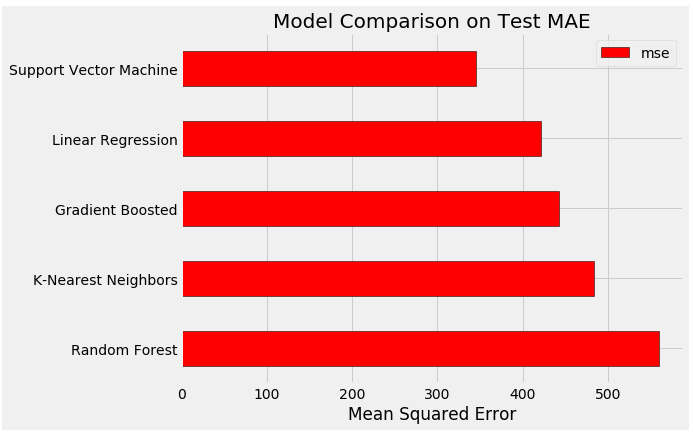 Model Comparison on Test MAE
mse
Support Vector Machine
Linear Regression
Gradient Boosted
K-Nearest Neighbors
Random Forest
0 100 200 300 400 500
Mean Squared Error